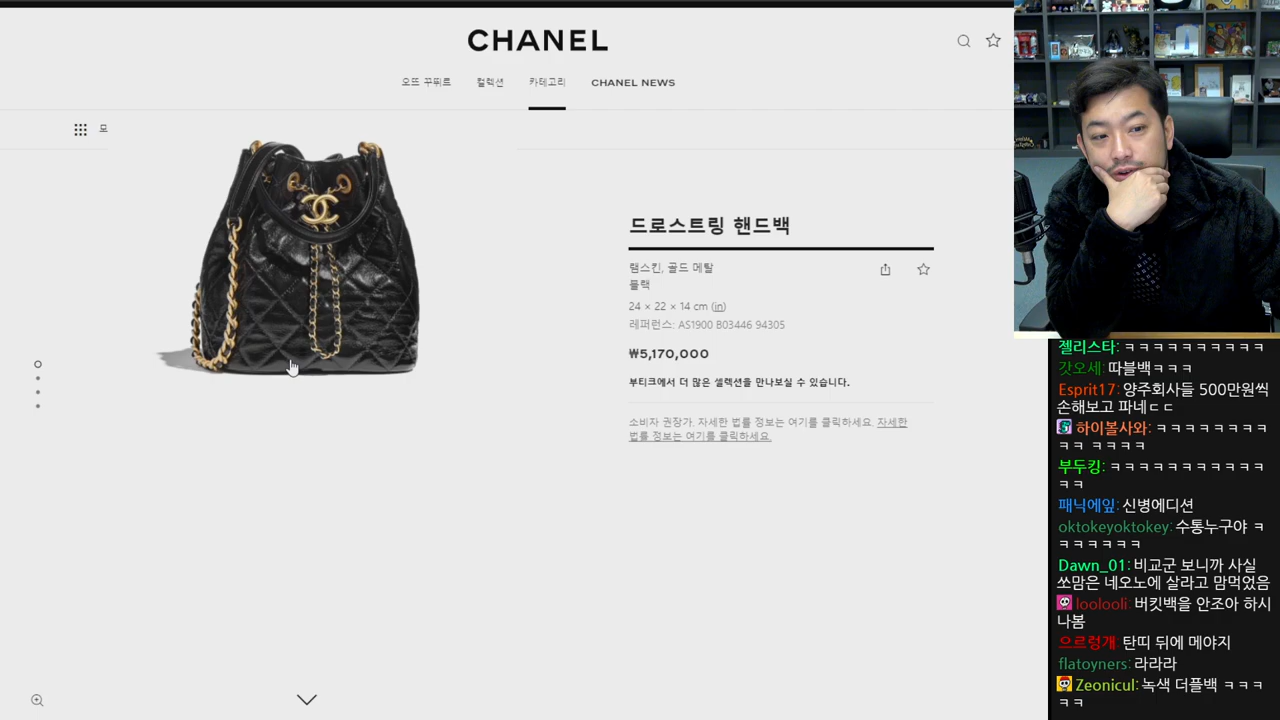 CHANEL
오뜨 꾸뛰르 컬렉션 카테고리 CHANEL NEWS
모
드로스트링 핸드백
램스킨, 골드 메탈
블랙
24 × 22 × 14 cm (in)
레퍼런스: AS1900 B03446 94305
₩5,170,000
부티크에서 더 많은 셀렉션을 만나보실 수 있습니다.
소비자 권장가. 자세한 법률 정보는 여기를 클릭하세요. 자세한
법률 정보는 여기를 클릭하세요.
젤리스타: ㅋㅋㅋㅋㅋㅋㅋㅋㅋㅋ
갓오세: 따블백ㅋㅋㅋ
Esprit17: 양주회사들 500만원씩
손해보고 파네ㄷㄷ
하이볼사와: ㅋㅋㅋㅋㅋㅋㅋㅋ
ㅋㅋ ㅋㅋㅋㅋ
부두킹: ㅋㅋㅋㅋㅋㅋㅋㅋㅋㅋㅋ
ㅋㅋ
패닉에잎: 신병에디션
oktokeyoktokey: 수통누구야 ㅋ
ㅋㅋㅋㅋㅋㅋ
Dawn_01: 비교군 보니까 사실
쏘맘은 네오노에 살라고 맘먹었음
loolooli: 버킷백을 안조아 하시
나봄
으르렁개: 탄띠 뒤에 메야지
flatoyners: 라라라
Zeonicul: 녹색 더플백 ㅋㅋㅋ
ㅋㅋ